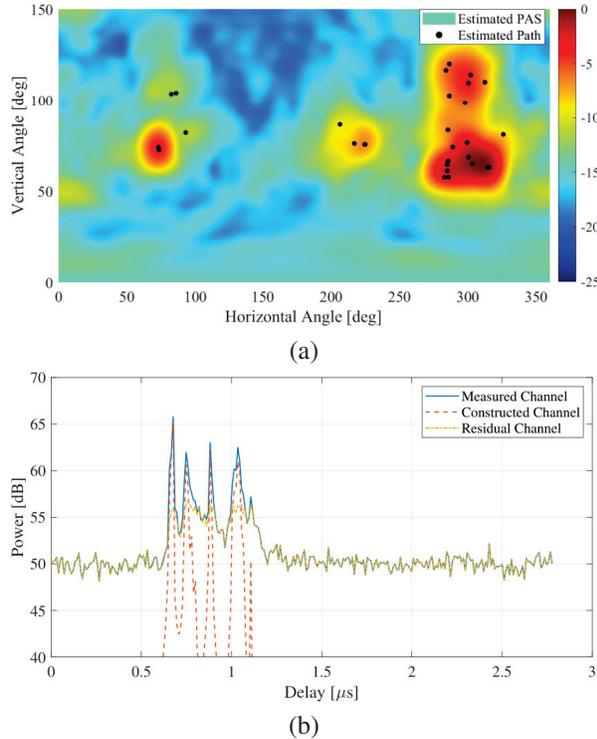 150
100
50
0
Vertical Angle [deg]
Estimated PAS
Estimated Path
0
-5
-10
-15
-20
-25
0 50 100 150 200 250 300 350
Horizontal Angle [deg]
(a)
70
65
60
55
50
45
40
Power [dB]
Measured Channel
Constructed Channel
Residual Channel
0 0.5 1 1.5 2 2.5 3
Delay [μs]
(b)